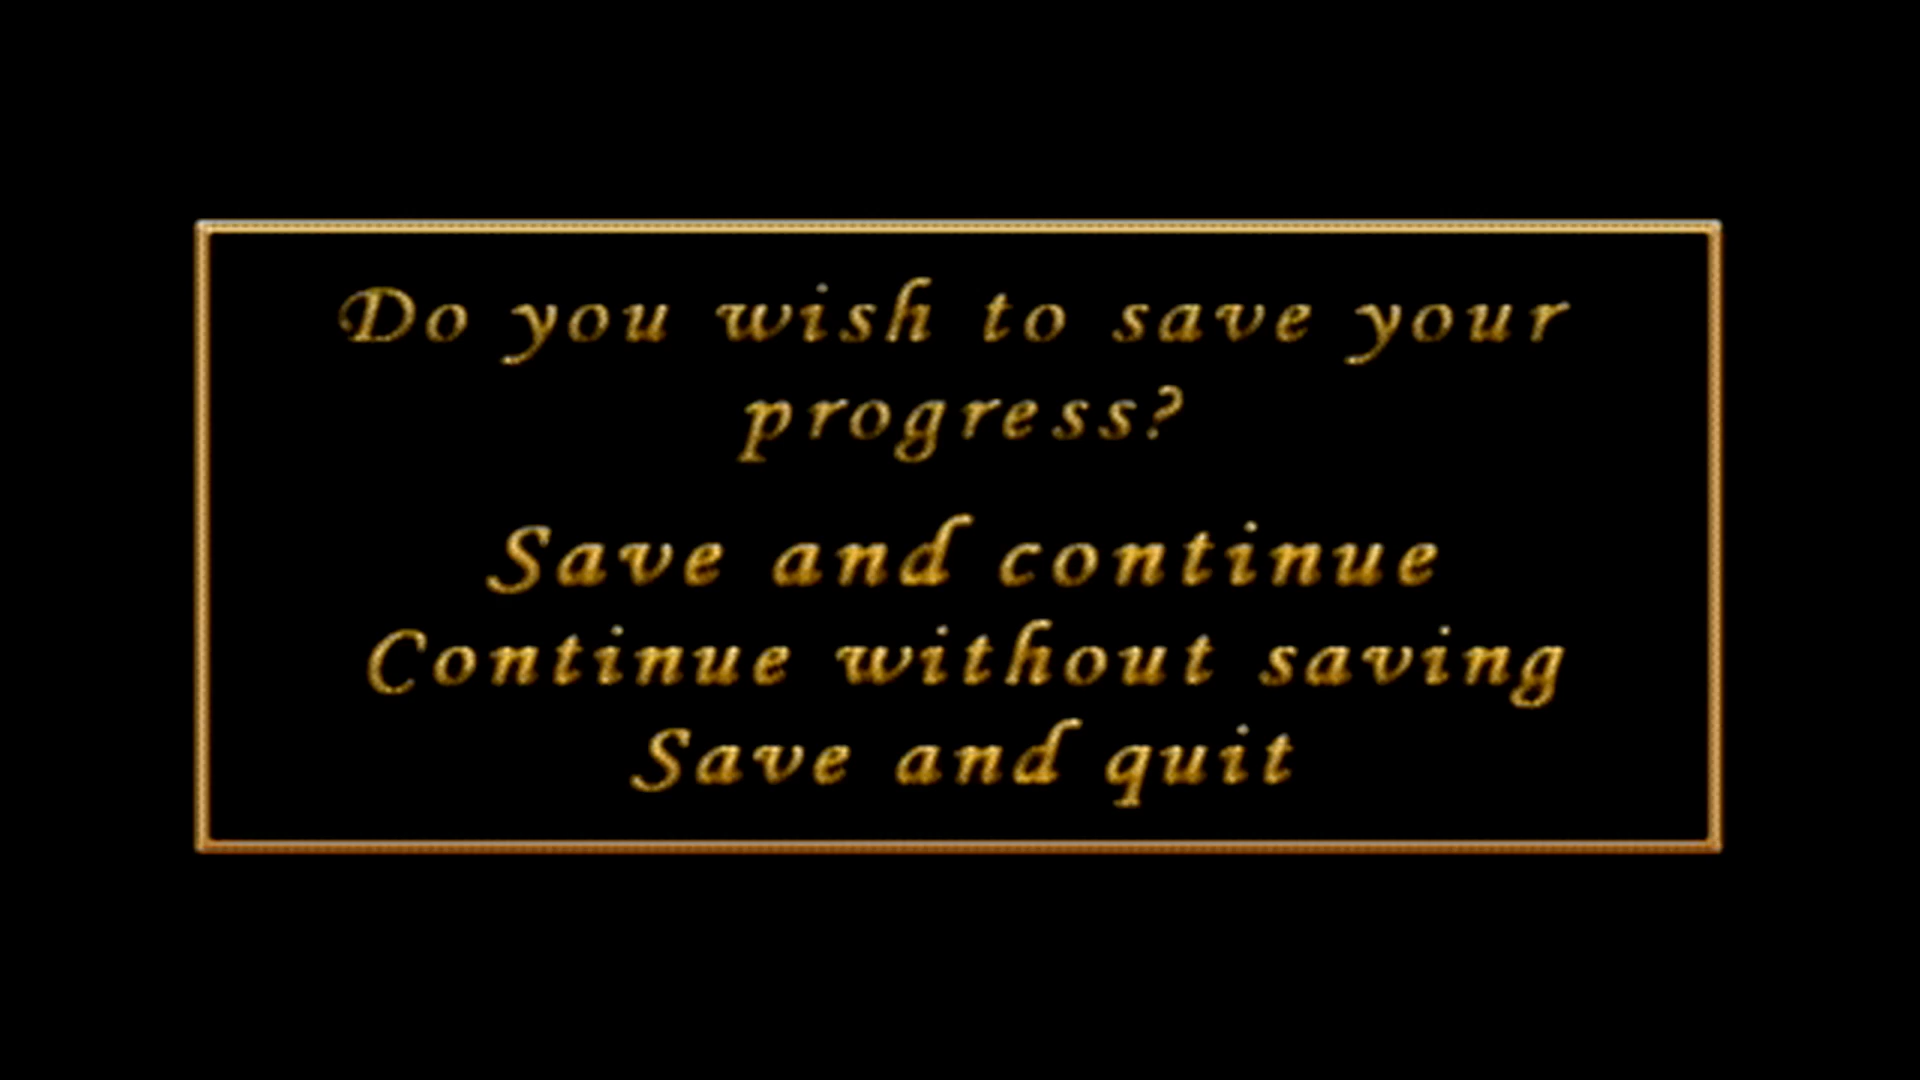 Do you wish to save your
progress?
Save and continue
Continue without saving
Save and quit